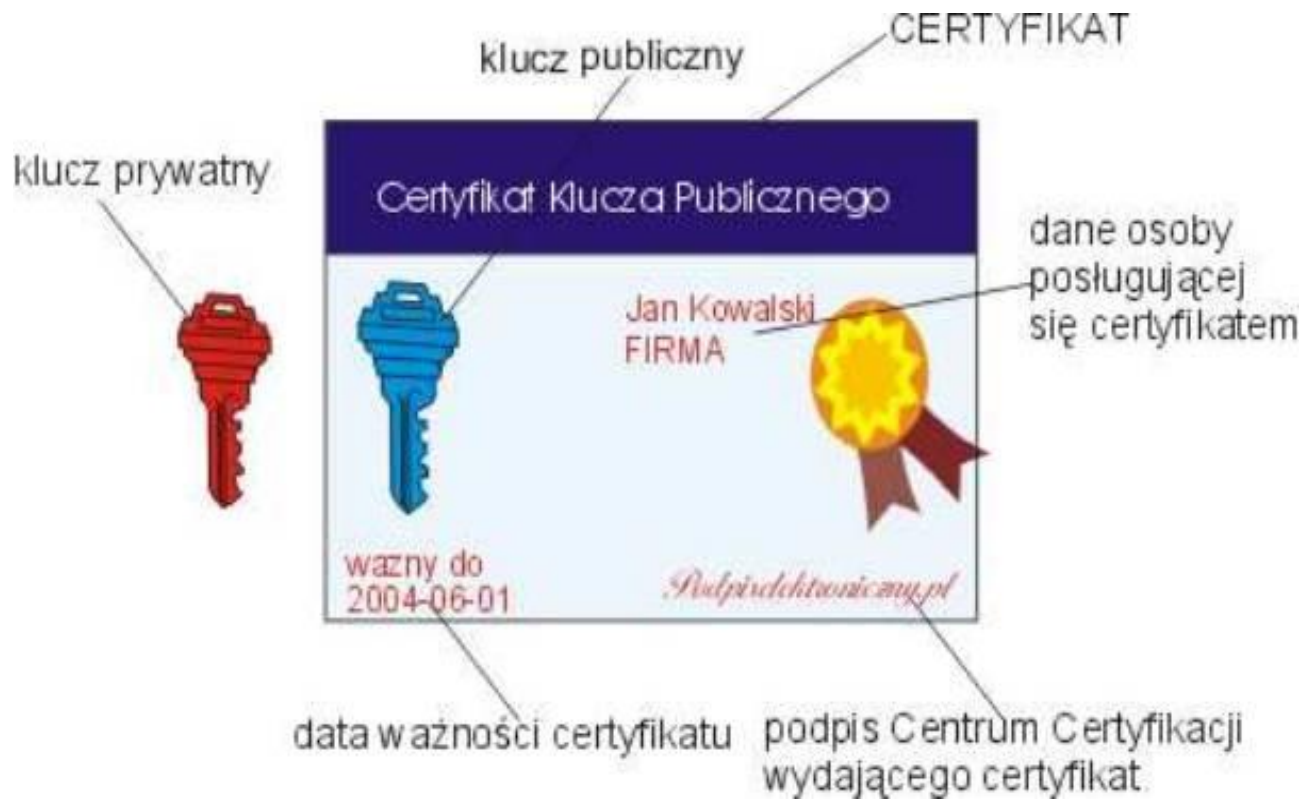 CERTYFIKAT
klucz publiczny
klucz prywatny
Certyfikat Klucza Publicznego
dane osoby
posługującej
się certyfikatem
Jan Kowalski
FIRMA
wazny do
2004-06-01
Podpiselektroniczny.pl
data ważności certyfikatu
podpis Centrum Certyfikacji
wydającego certyfikat